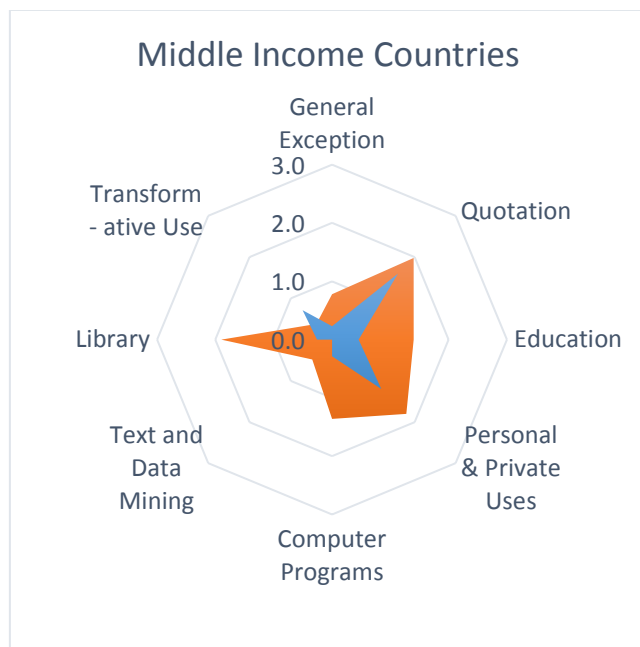 Middle Income Countries
General
Exception
3.0
Transform
- ative Use
Quotation
2.0
1.0
Library
0.0
Education
Text and
Data
Mining
Personal
& Private
Uses
Computer
Programs